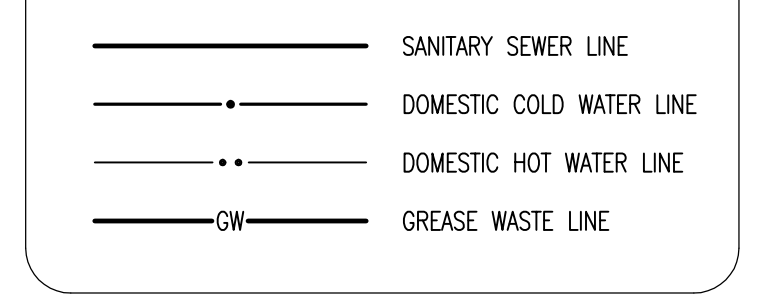 SANITARY SEWER LINE
DOMESTIC COLD WATER LINE
DOMESTIC HOT WATER LINE
GW GREASE WASTE LINE